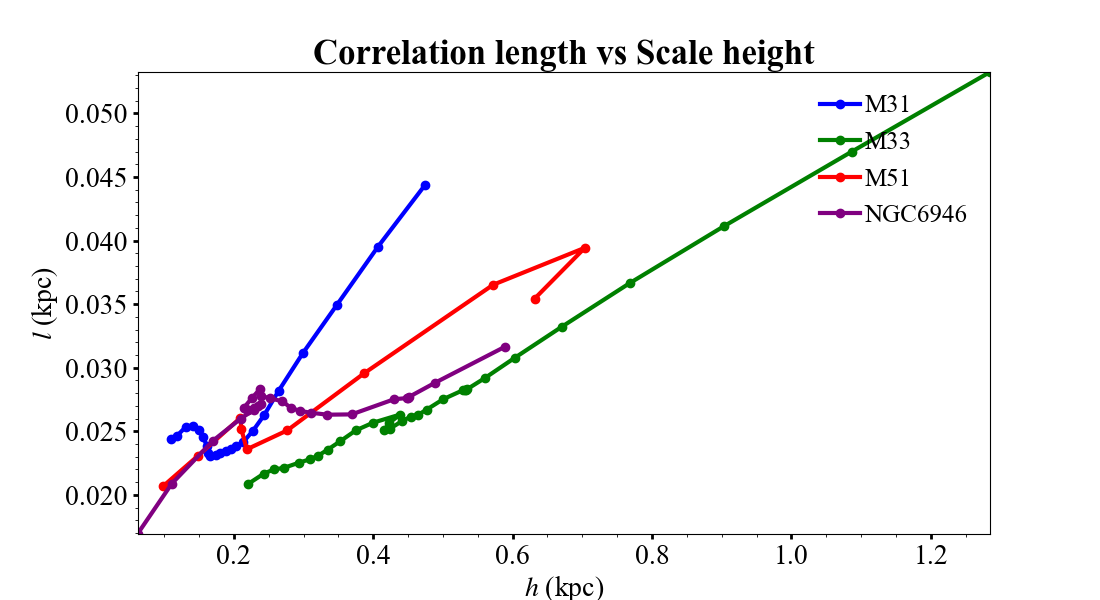 Correlation length vs Scale height
0.050
0.045
0.040
0.035
0.030
0.025
0.020
l (kpc)
M31
M33
M51
NGC6946
0.2 0.4 0.6 0.8 1.0 1.2
h (kpc)